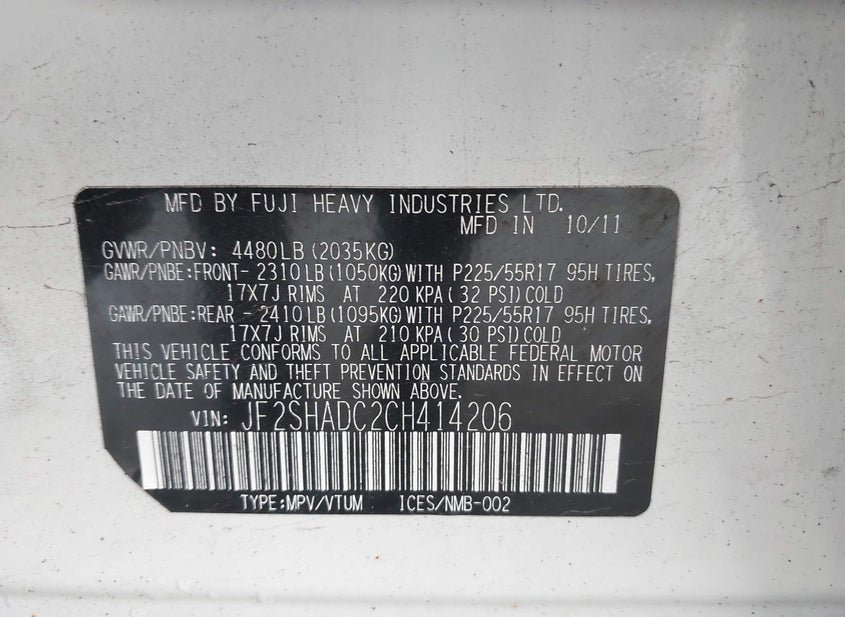 MFD BY FUJI HEAVY INDUSTRIES LTD.
MFD IN 10/11
GVWR/PNBV: 4480LB(2035KG)
GAWR/PNBE:FRONT- 2310LB(1050KG)WITH P225/55R17 95H TIRES,
17X7J RIMS AT 220 KPA(32 PSI)COLD
GAWR/PNBE:REAR - 2410LB(1095KG)WITH P225/55R17 95H TIRES,
17X7J RIMS AT 210 KPA(30 PSI)COLD
THIS VEHICLE CONFORMS TO ALL APPLICABLE FEDERAL MOTOR
VEHICLE SAFETY AND THEFT PREVENTION STANDARDS IN EFFECT ON
THE DATE OF MANUFACTURE SHOWN ABOVE.
VIN: JF2SHADC2CH414206
TYPE:MPV/VTUM ICES/NMB-002